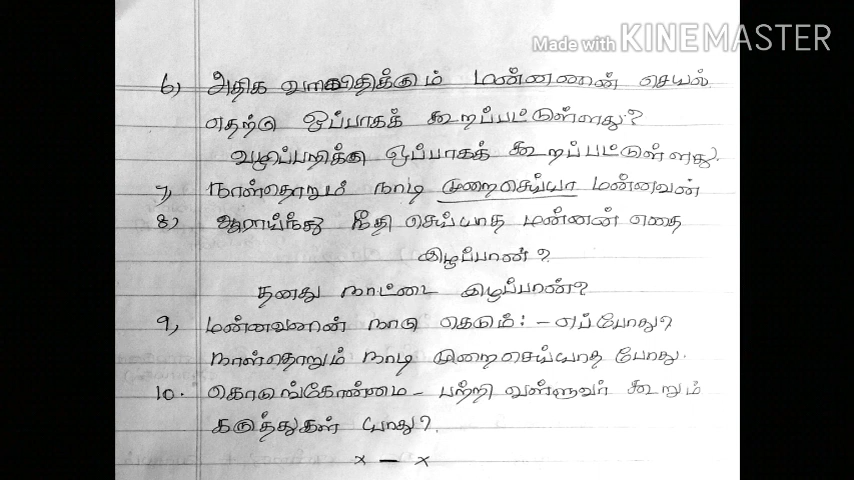 Made with KINEMASTER
6) அதிக வரிவிதிக்கும் மன்னனின் செயல்
எதற்கு ஒப்பாகக் கூறப்பட்டுள்ளது?
வழிப்பறிக்கு ஒப்பாகக் கூறப்பட்டுள்ளது.
7) நாள்தொறும் நாடி முறைசெய்யா மன்னவன்
8) ஆராய்ந்து நீதி செய்யாத மன்னன் எதை
இழப்பான்?
தனது நாட்டை இழப்பான்?
9) மன்னவனின் நாடு கெடும்: - எப்போது?
நாள்தொறும் நாடி முறைசெய்யாத போது.
10. கொடுங்கோன்மை - பற்றி வள்ளுவர் கூறும்
கருத்துகள் யாது?
x - x